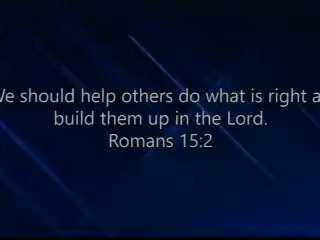 We should help others do what is right a
build them up in the Lord.
Romans 15:2